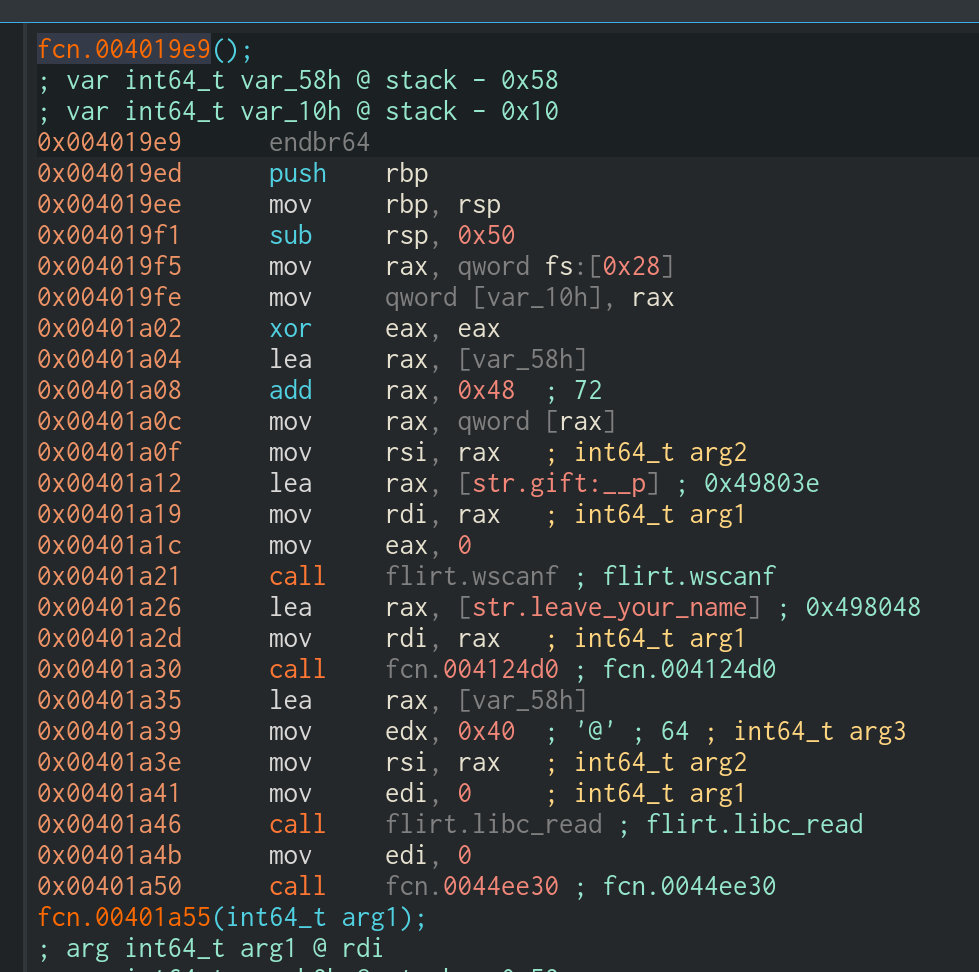 fcn.004019e9();
; var int64_t var_58h @ stack - 0x58
; var int64_t var_10h @ stack - 0x10
0x004019e9 endbr64
0x004019ed push rbp
0x004019ee mov rbp, rsp
0x004019f1 sub rsp, 0x50
0x004019f5 mov rax, qword fs:[0x28]
0x004019fe mov qword [var_10h], rax
0x00401a02 xor eax, eax
0x00401a04 lea rax, [var_58h]
0x00401a08 add rax, 0x48 ; 72
0x00401a0c mov rax, qword [rax]
0x00401a0f mov rsi, rax ; int64_t arg2
0x00401a12 lea rax, [str.gift:__p] ; 0x49803e
0x00401a19 mov rdi, rax ; int64_t arg1
0x00401a1c mov eax, 0
0x00401a21 call flirt.wscanf ; flirt.wscanf
0x00401a26 lea rax, [str.leave_your_name] ; 0x498048
0x00401a2d mov rdi, rax ; int64_t arg1
0x00401a30 call fcn.004124d0 ; fcn.004124d0
0x00401a35 lea rax, [var_58h]
0x00401a39 mov edx, 0x40 ; '@' ; 64 ; int64_t arg3
0x00401a3e mov rsi, rax ; int64_t arg2
0x00401a41 mov edi, 0 ; int64_t arg1
0x00401a46 call flirt.libc_read ; flirt.libc_read
0x00401a4b mov edi, 0
0x00401a50 call fcn.0044ee30 ; fcn.0044ee30
fcn.00401a55(int64_t arg1);
; arg int64_t arg1 @ rdi